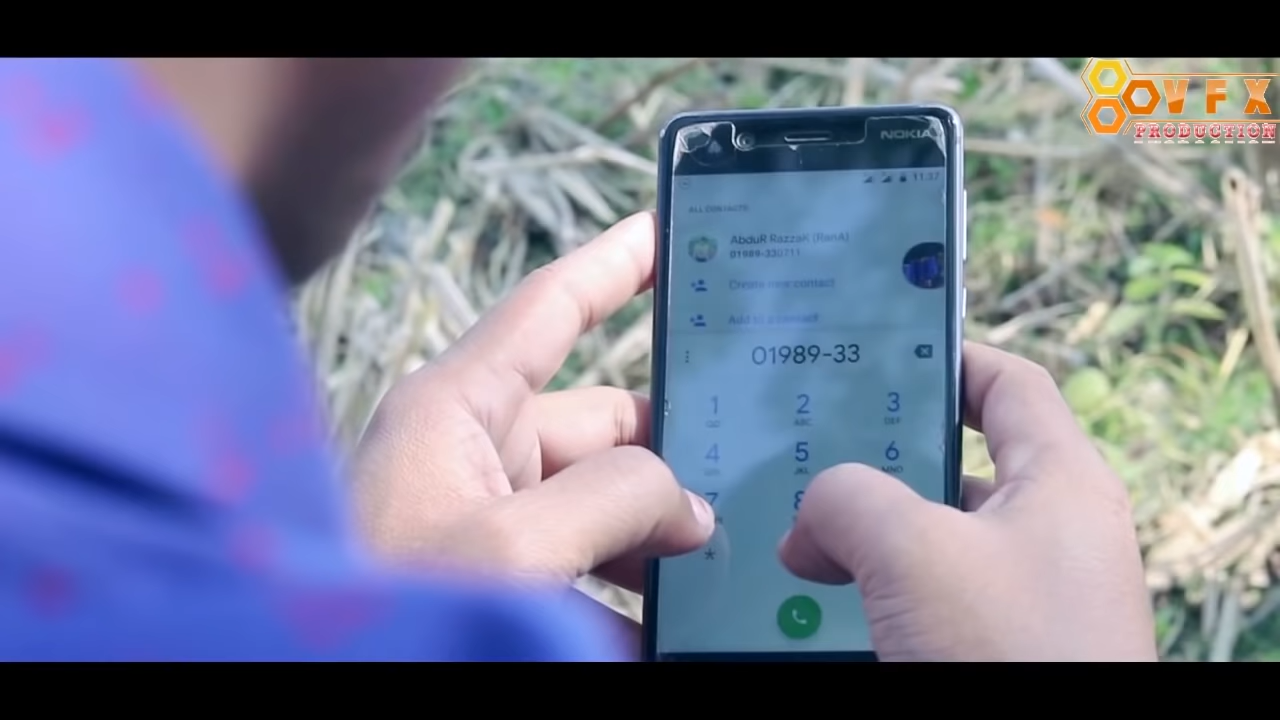 OVFX
PRODUCTION
NOKIA
11:37
ALL CONTACTS
AbduR RazzaK (RanA)
01989-330711
Create new contact
Add to a contact
01989-33
1
2
ABC
3
DEF
4
GHI
5
JKL
6
MNO
7
8
*